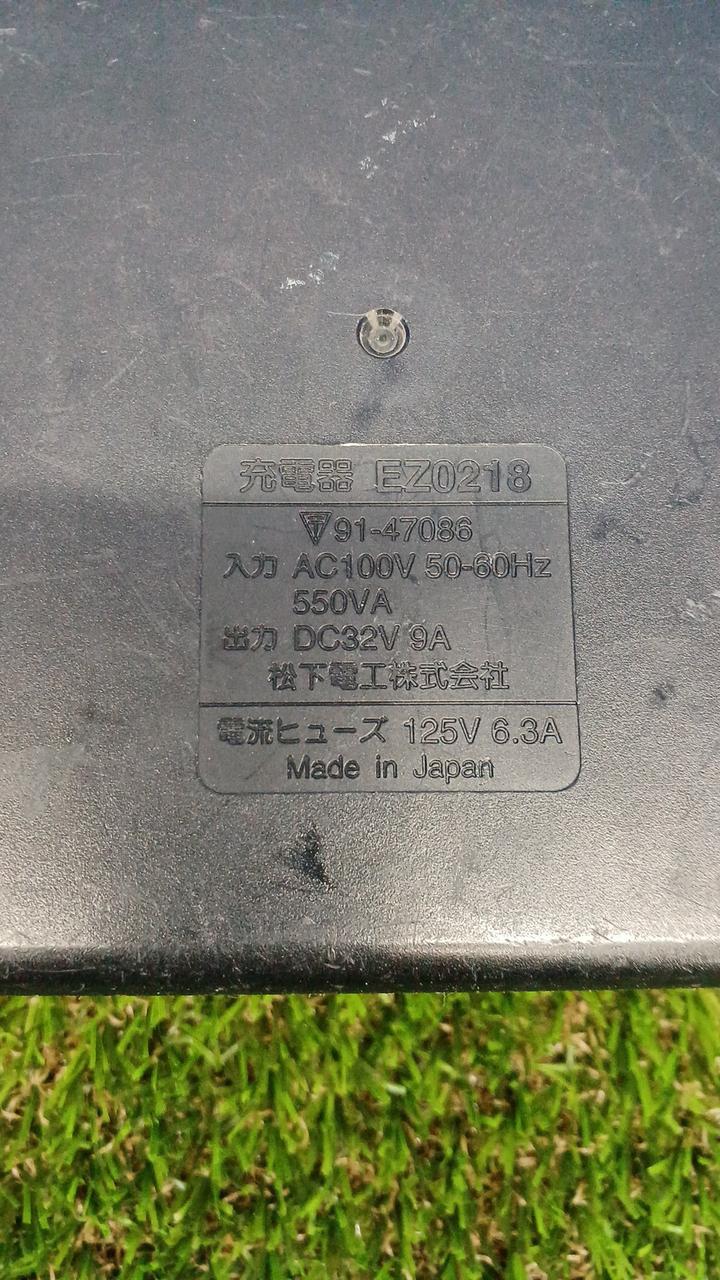 充電器 EZ0218
〒91-47086
入力 AC100V 50-60Hz
550VA
出力 DC32V 9A
松下電工株式会社
電流ヒューズ 125V 6.3A
Made in Japan